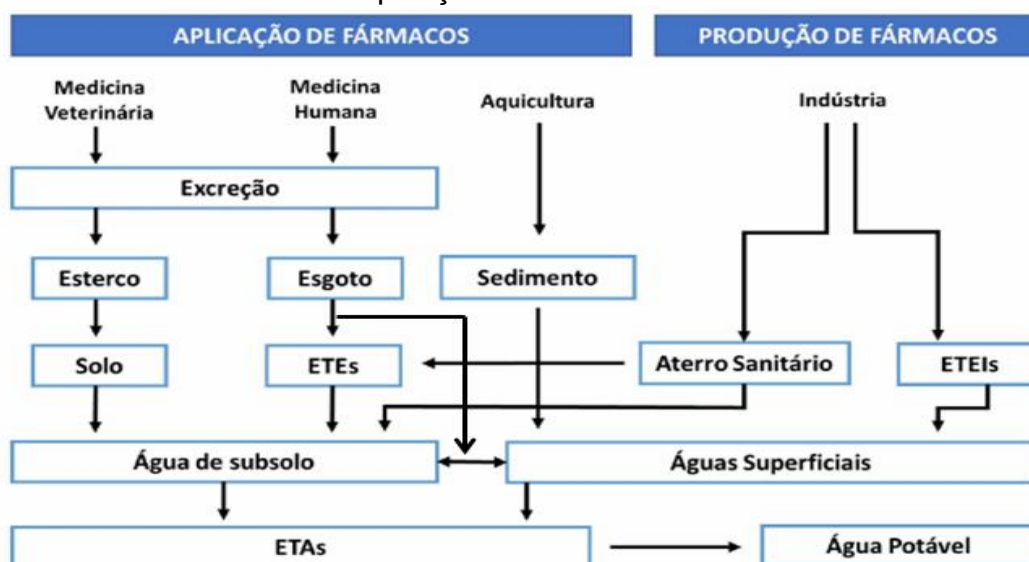 APLICAÇÃO DE FÁRMACOS
PRODUÇÃO DE FÁRMACOS
Medicina
Veterinária
Medicina
Humana
Aquicultura
Indústria
Excreção
Esterco
Esgoto
Sedimento
Solo
ETEs
Aterro Sanitário
ETEIs
Água de subsolo
Águas Superficiais
ETAs
Água Potável